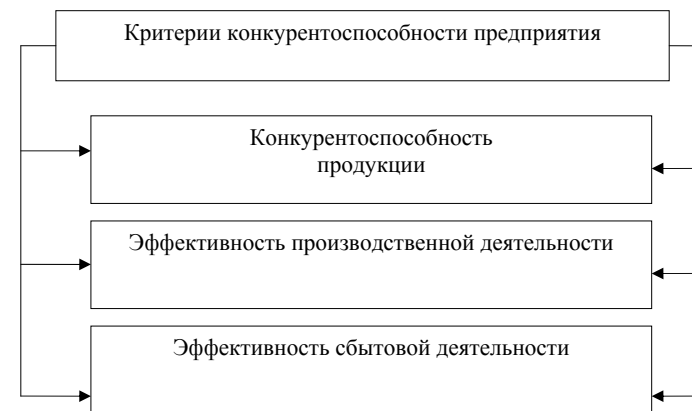 Критерии конкурентоспособности предприятия
Конкурентоспособность
продукции
Эффективность производственной деятельности
Эффективность сбытовой деятельности